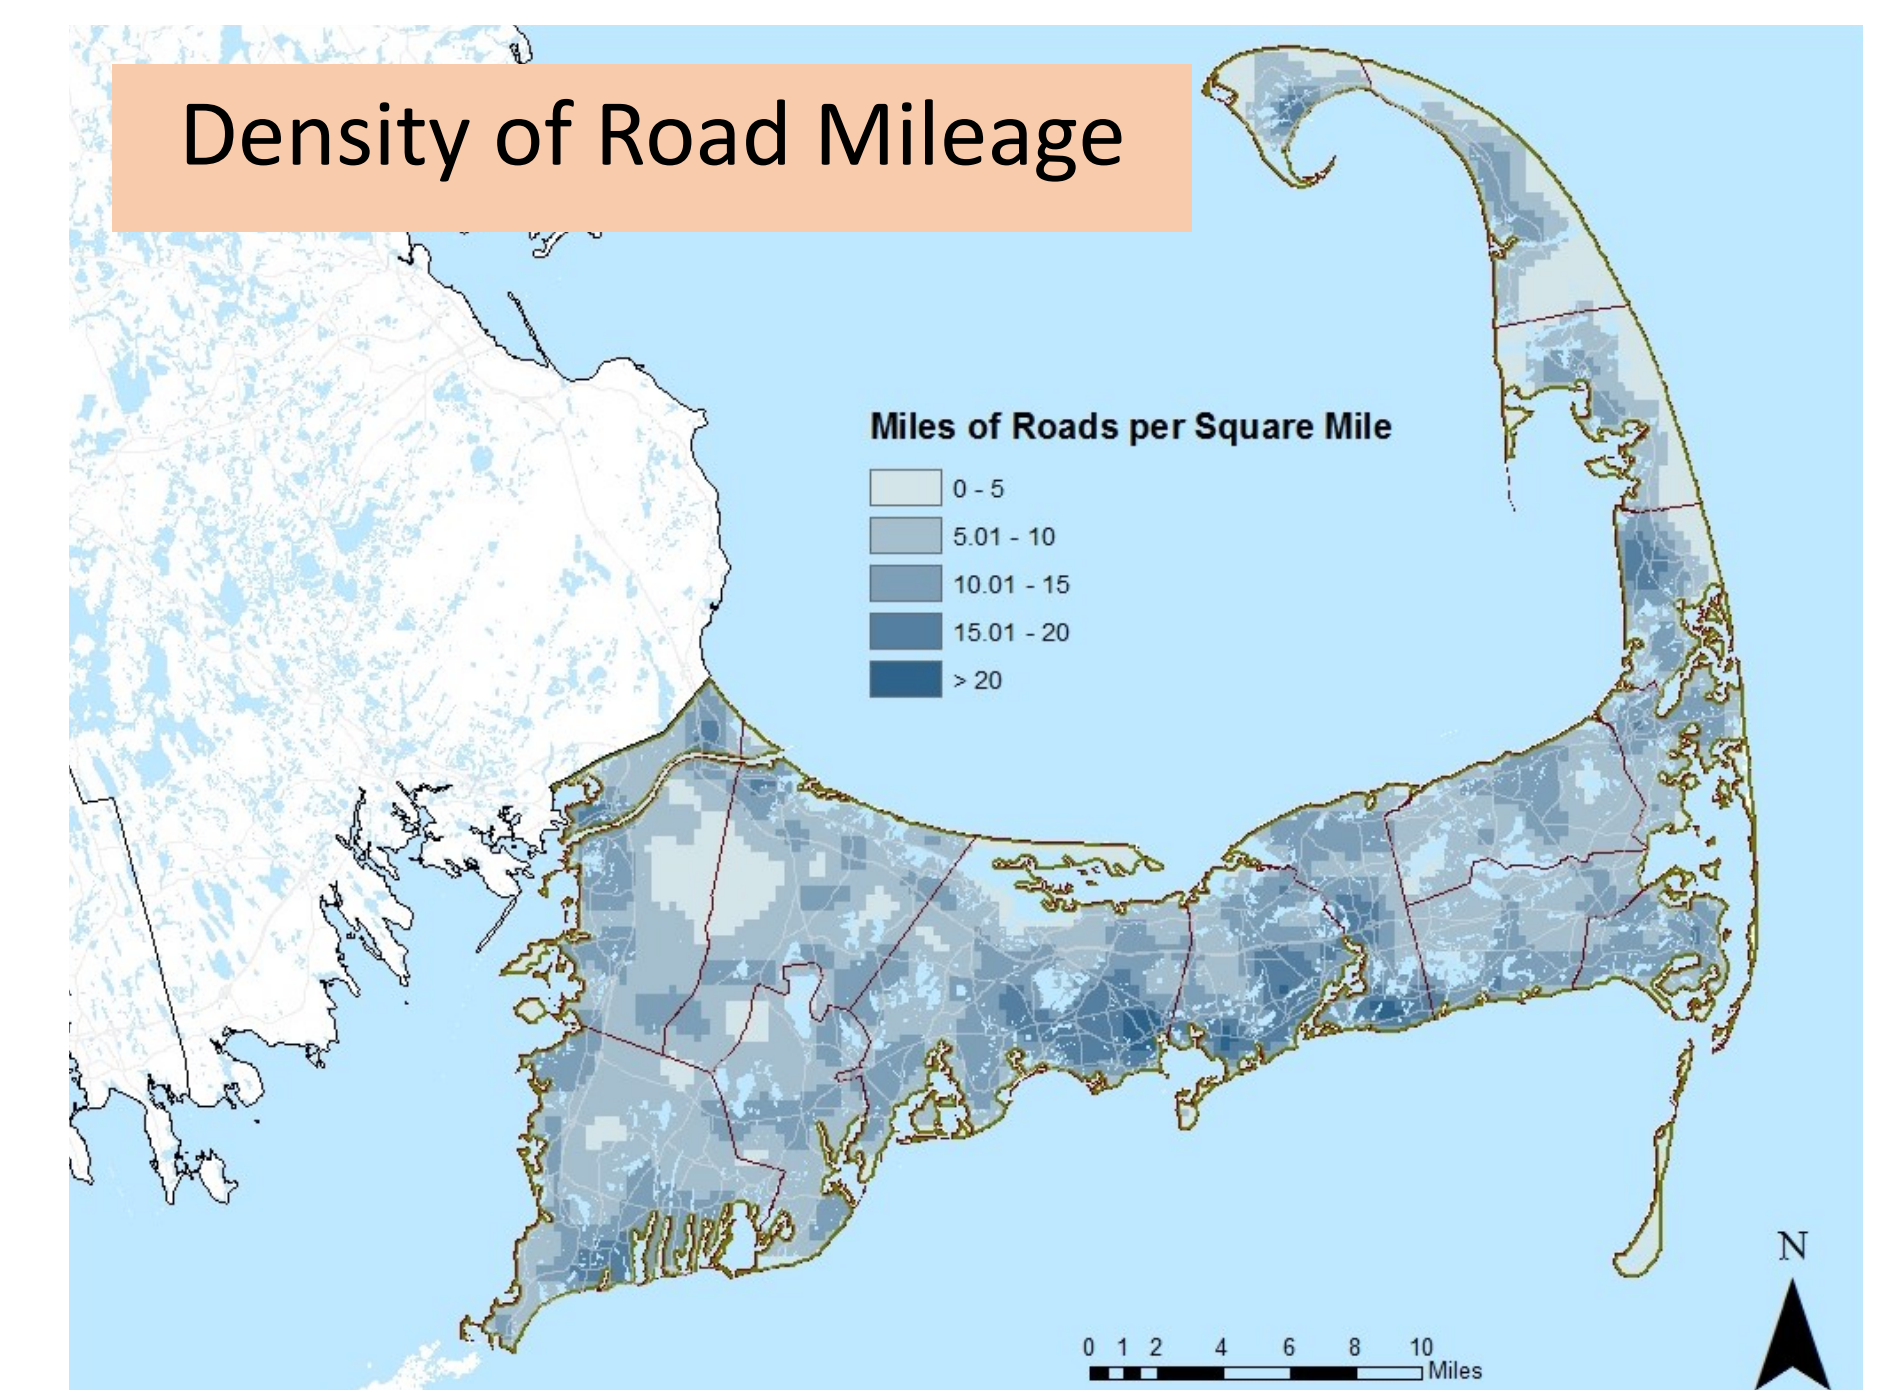 Density of Road Mileage
Miles of Roads per Square Mile
0 - 5
5.01 - 10
10.01 - 15
15.01 - 20
> 20
N
0 1 2 4 6 8 10
Miles